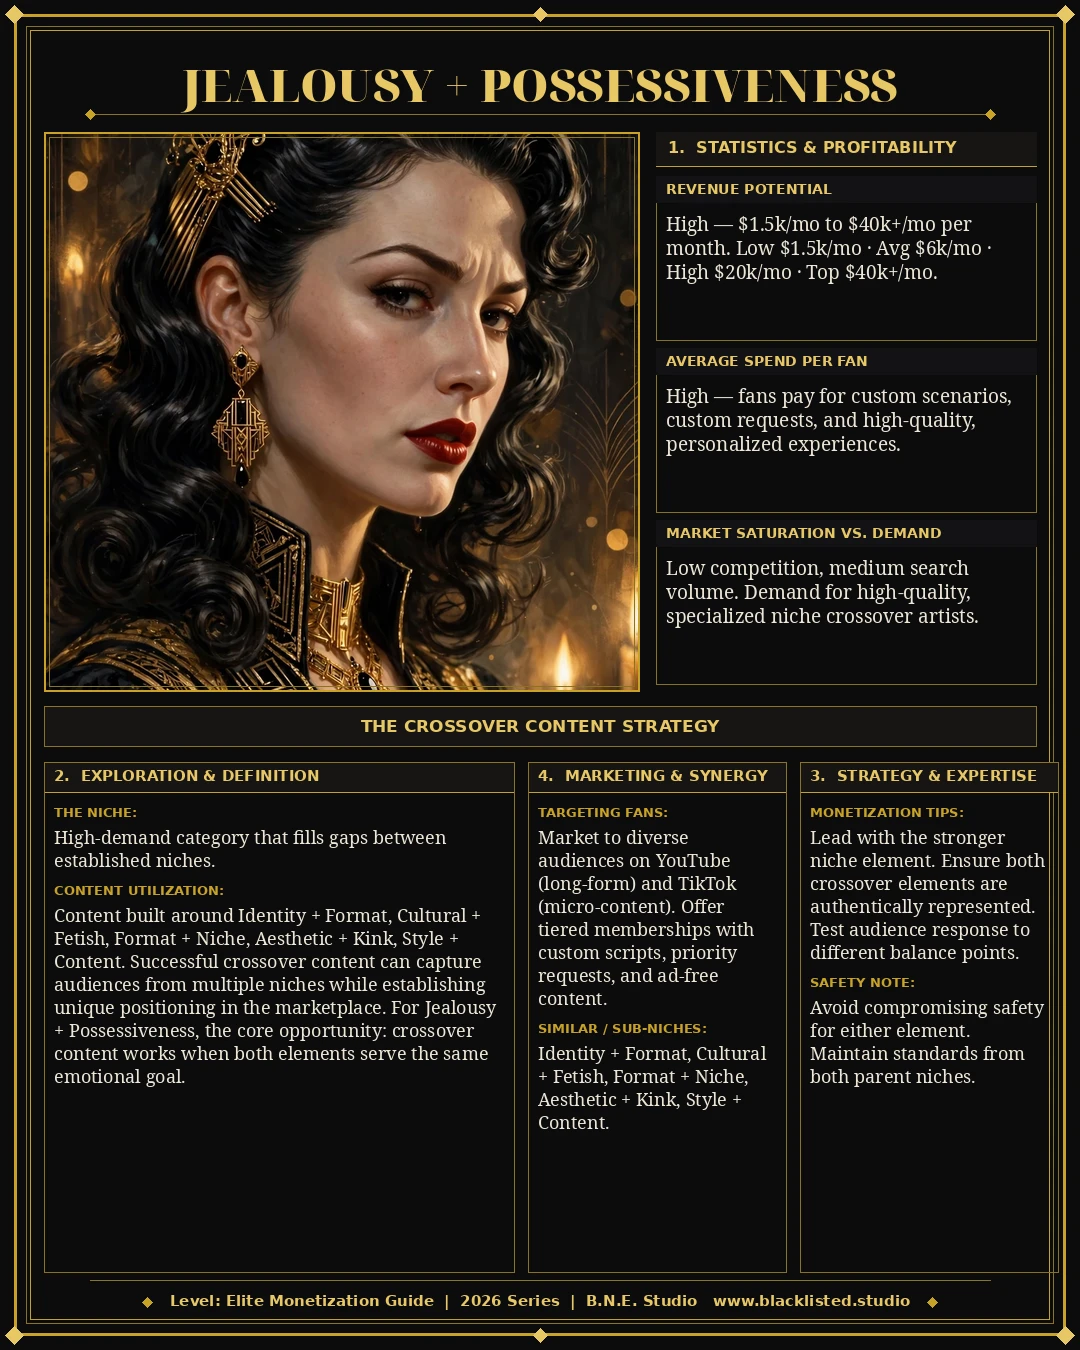 JEALOUSY + POSSESSIVENESS
1. STATISTICS & PROFITABILITY
REVENUE POTENTIAL
High — $1.5k/mo to $40k+/mo per
month. Low $1.5k/mo · Avg $6k/mo ·
High $20k/mo · Top $40k+/mo.
AVERAGE SPEND PER FAN
High — fans pay for custom scenarios,
custom requests, and high-quality,
personalized experiences.
MARKET SATURATION VS. DEMAND
Low competition, medium search
volume. Demand for high-quality,
specialized niche crossover artists.
THE CROSSOVER CONTENT STRATEGY
2. EXPLORATION & DEFINITION
THE NICHE:
High-demand category that fills gaps between
established niches.
CONTENT UTILIZATION:
Content built around Identity + Format, Cultural +
Fetish, Format + Niche, Aesthetic + Kink, Style +
Content. Successful crossover content can capture
audiences from multiple niches while establishing
unique positioning in the marketplace. For Jealousy
+ Possessiveness, the core opportunity: crossover
content works when both elements serve the same
emotional goal.
4. MARKETING & SYNERGY
TARGETING FANS:
Market to diverse
audiences on YouTube
(long-form) and TikTok
(micro-content). Offer
tiered memberships with
custom scripts, priority
requests, and ad-free
content.
SIMILAR / SUB-NICHES:
Identity + Format, Cultural
+ Fetish, Format + Niche,
Aesthetic + Kink, Style +
Content.
3. STRATEGY & EXPERTISE
MONETIZATION TIPS:
Lead with the stronger
niche element. Ensure both
crossover elements are
authentically represented.
Test audience response to
different balance points.
SAFETY NOTE:
Avoid compromising safety
for either element.
Maintain standards from
both parent niches.
Level: Elite Monetization Guide | 2026 Series | B.N.E. Studio www.blacklisted.studio